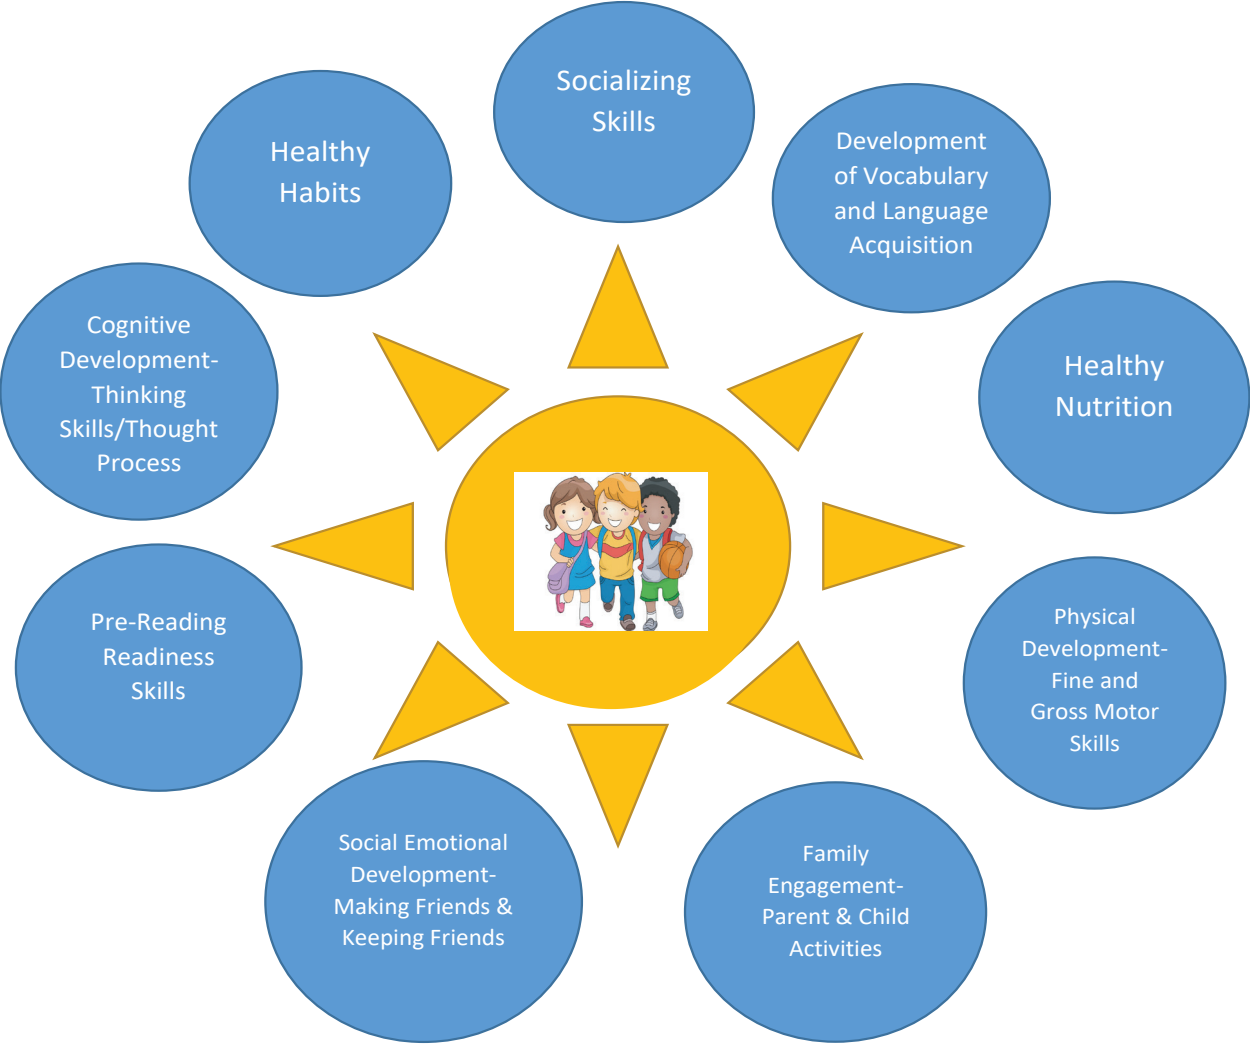 Socializing
Skills
Development
of Vocabulary
and Language
Acquisition
Healthy
Nutrition
Physical
Development-
Fine and
Gross Motor
Skills
Family
Engagement-
Parent & Child
Activities
Social Emotional
Development-
Making Friends &
Keeping Friends
Pre-Reading
Readiness
Skills
Cognitive
Development-
Thinking
Skills/Thought
Process
Healthy
Habits